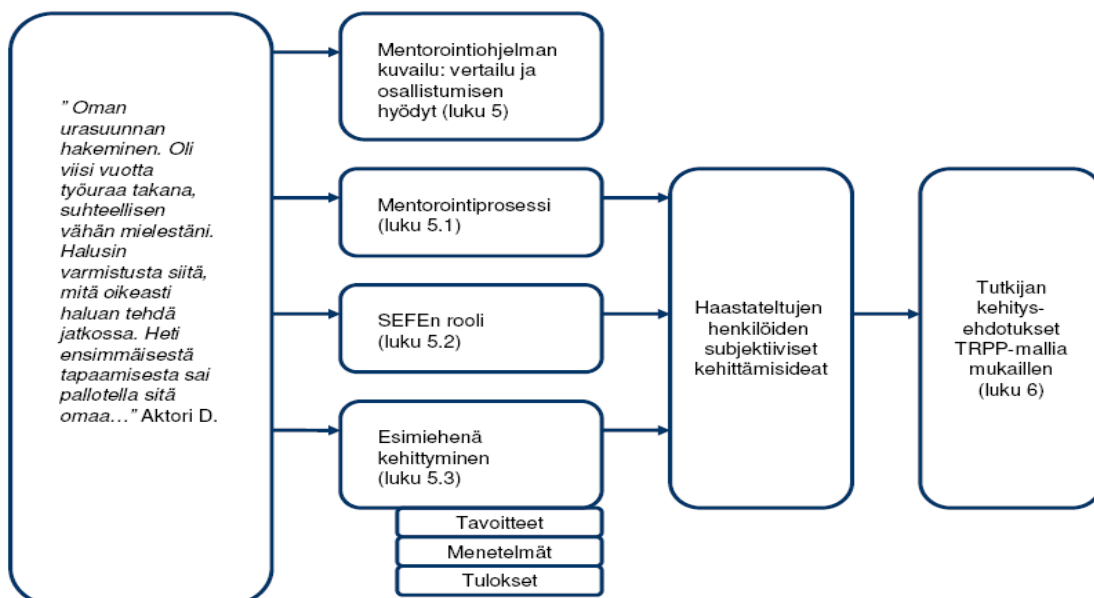 " Oman
urasuunnan
hakeminen. Oli
viisi vuotta
työuraa takana,
suhteellisen
vähän mielestäni.
Halusin
varmistusta siitä,
mitä oikeasti
haluan tehdä
jatkossa. Heti
ensimmäisestä
tapaamisesta sai
pallotella sitä
omaa…" Aktori D.
Mentorointiohjelman
kuvailu: vertailu ja
osallistumisen
hyödyt (luku 5)
Mentorointiprosessi
(luku 5.1)
SEFEn rooli
(luku 5.2)
Esimiehenä
kehittyminen
(luku 5.3)
Tavoitteet
Menetelmät
Tulokset
Haastateltujen
henkilöiden
subjektiiviset
kehittämisideat
Tutkijan
kehitys-
ehdotukset
TRPP-mallia
mukaillen
(luku 6)